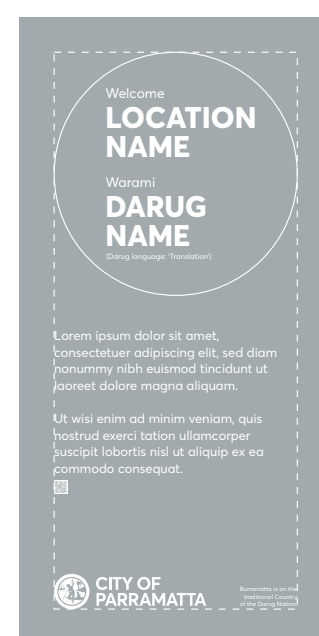 Welcome
LOCATION
NAME
Warami
DARUG
NAME
(Darug language: 'Translation')
Lorem ipsum dolor sit amet,
consectetuer adipiscing elit, sed diam
nonummy nibh euismod tincidunt ut
laoreet dolore magna aliquam.
Ut wisi enim ad minim veniam, quis
nostrud exerci tation ullamcorper
suscipit lobortis nisl ut aliquip ex ea
commodo consequat.
CITY OF
PARRAMATTA
Burramatta is on the
traditional Country
of the Darug Nation